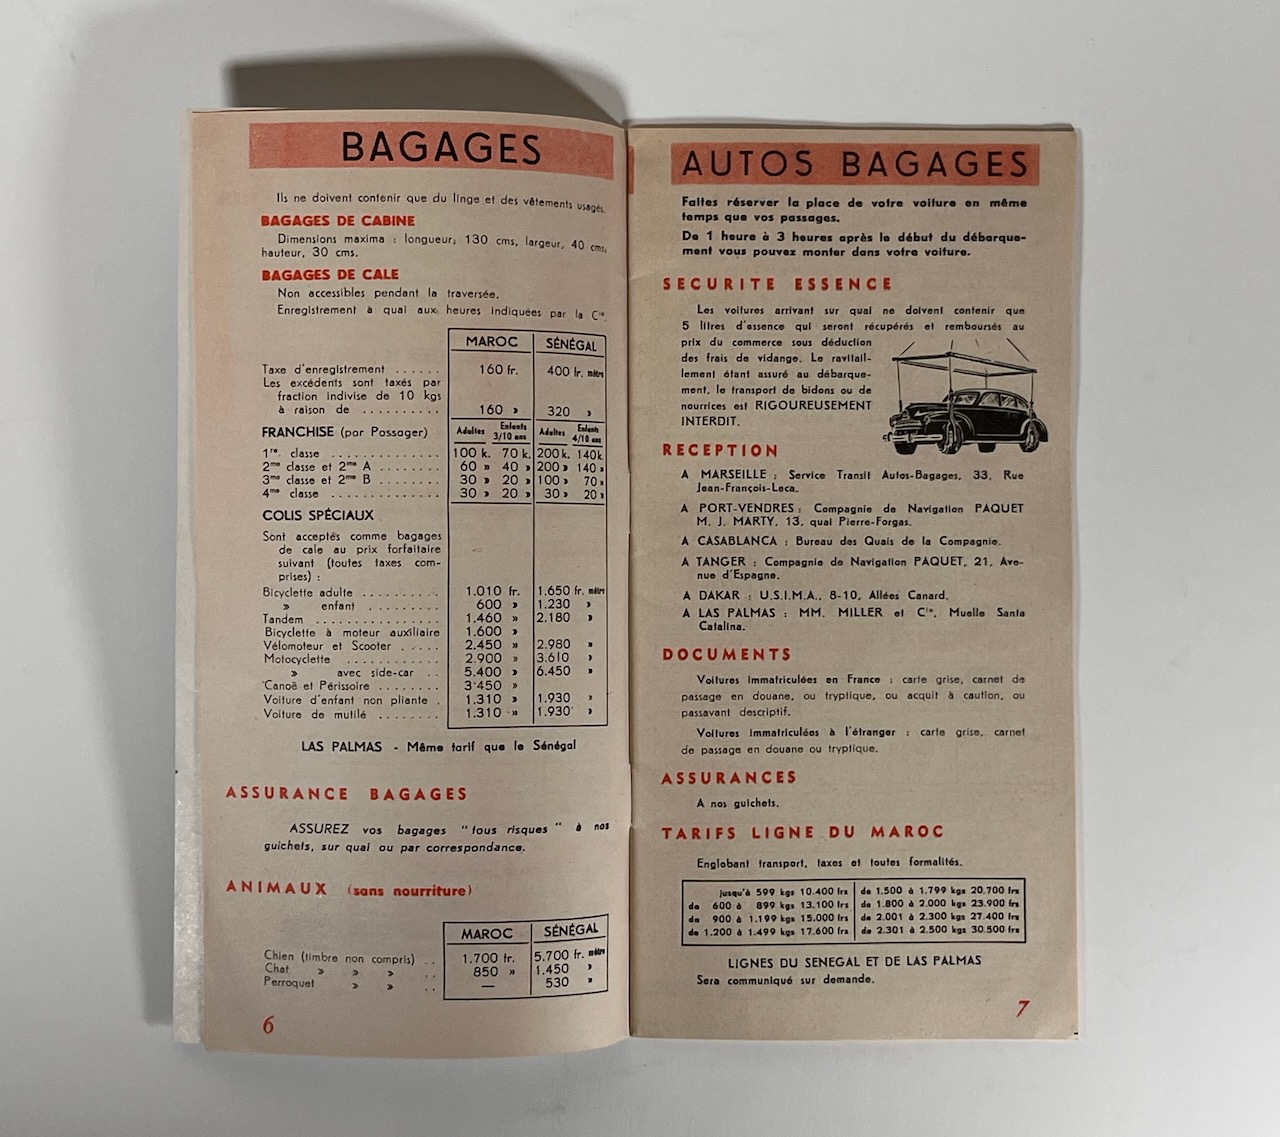 BAGAGES
Ils ne doivent contenir que du linge et des vêtements usagés.
BAGAGES DE CABINE
Dimensions maxima : longueur, 130 cms, largeur, 40 cms,
hauteur, 30 cms.
BAGAGES DE CALE
Non accessibles pendant la traversée.
Enregistrement à quai aux heures indiquées par la Cie.
MAROC SÉNÉGAL
Taxe d'enregistrement ...... 160 fr. 400 fr. métro
Les excédents sont taxés par
fraction indivise de 10 kgs
à raison de .......... 160 » 320 »
FRANCHISE (par Passager) Adultes Enfants 3/10 ans Adultes Enfants 4/10 ans
1re classe .............. 100 k. 70 k. 200 k. 140 k.
2me classe et 2me A ........ 60 » 40 » 200 » 140 »
3me classe et 2me B ........ 30 » 20 » 100 » 70 »
4me classe .............. 30 » 20 » 30 » 20 »
COLIS SPÉCIAUX
Sont acceptés comme bagages
de cale au prix forfaitaire
suivant (toutes taxes com-
prises) :
Bicyclette adulte .......... 1.010 fr. 1.650 fr. métro
» enfant ......... 600 » 1.230 »
Tandem ................ 1.460 » 2.180 »
Bicyclette à moteur auxiliaire 1.600 »
Vélomoteur et Scooter ..... 2.450 » 2.980 »
Motocyclette ............ 2.900 » 3.610 »
» avec side-car .. 5.400 » 6.450 »
Canoë et Périssoire ........ 3.450 »
Voiture d'enfant non pliante . 1.310 » 1.930 »
Voiture de mutilé ........ 1.310 » 1.930 »
LAS PALMAS - Même tarif que le Sénégal
ASSURANCE BAGAGES
ASSUREZ vos bagages "tous risques" à nos
guichets, sur quai ou par correspondance.
ANIMAUX (sans nourriture)
MAROC SÉNÉGAL
Chien (timbre non compris) .. 1.700 fr. 5.700 fr. métro
Chat » » » .. 850 » 1.450 »
Perroquet » » .. — 530 »
6
AUTOS BAGAGES
Faites réserver la place de votre voiture en même
temps que vos passages.
De 1 heure à 3 heures après le début du débarque-
ment vous pouvez monter dans votre voiture.
SECURITE ESSENCE
Les voitures arrivant sur quai ne doivent contenir que
5 litres d'essence qui seront récupérés et remboursés au
prix du commerce sous déduction
des frais de vidange. Le ravitail-
lement étant assuré au débarque-
ment, le transport de bidons ou de
nourrices est RIGOUREUSEMENT
INTERDIT.
RECEPTION
A MARSEILLE : Service Transit Autos-Bagages, 33, Rue
Jean-François-Leca.
A PORT-VENDRES : Compagnie de Navigation PAQUET
M. J. MARTY, 13, quai Pierre-Forgas.
A CASABLANCA : Bureau des Quais de la Compagnie.
A TANGER : Compagnie de Navigation PAQUET, 21, Ave-
nue d'Espagne.
A DAKAR : U.S.I.M.A., 8-10, Allées Canard.
A LAS PALMAS : MM. MILLER et Cie, Muelle Santa
Catalina.
DOCUMENTS
Voitures immatriculées en France : carte grise, carnet de
passage en douane, ou tryptique, ou acquit à caution, ou
passavant descriptif.
Voitures immatriculées à l'étranger : carte grise, carnet
de passage en douane ou tryptique.
ASSURANCES
A nos guichets.
TARIFS LIGNE DU MAROC
Englobant transport, taxes et toutes formalités.
jusqu'à 599 kgs 10.400 frs de 1.500 à 1.799 kgs 20.700 frs
de 600 à 899 kgs 13.100 frs de 1.800 à 2.000 kgs 23.900 frs
de 900 à 1.199 kgs 15.000 frs de 2.001 à 2.300 kgs 27.400 frs
de 1.200 à 1.499 kgs 17.600 frs de 2.301 à 2.500 kgs 30.500 frs
LIGNES DU SENEGAL ET DE LAS PALMAS
Sera communiqué sur demande.
7